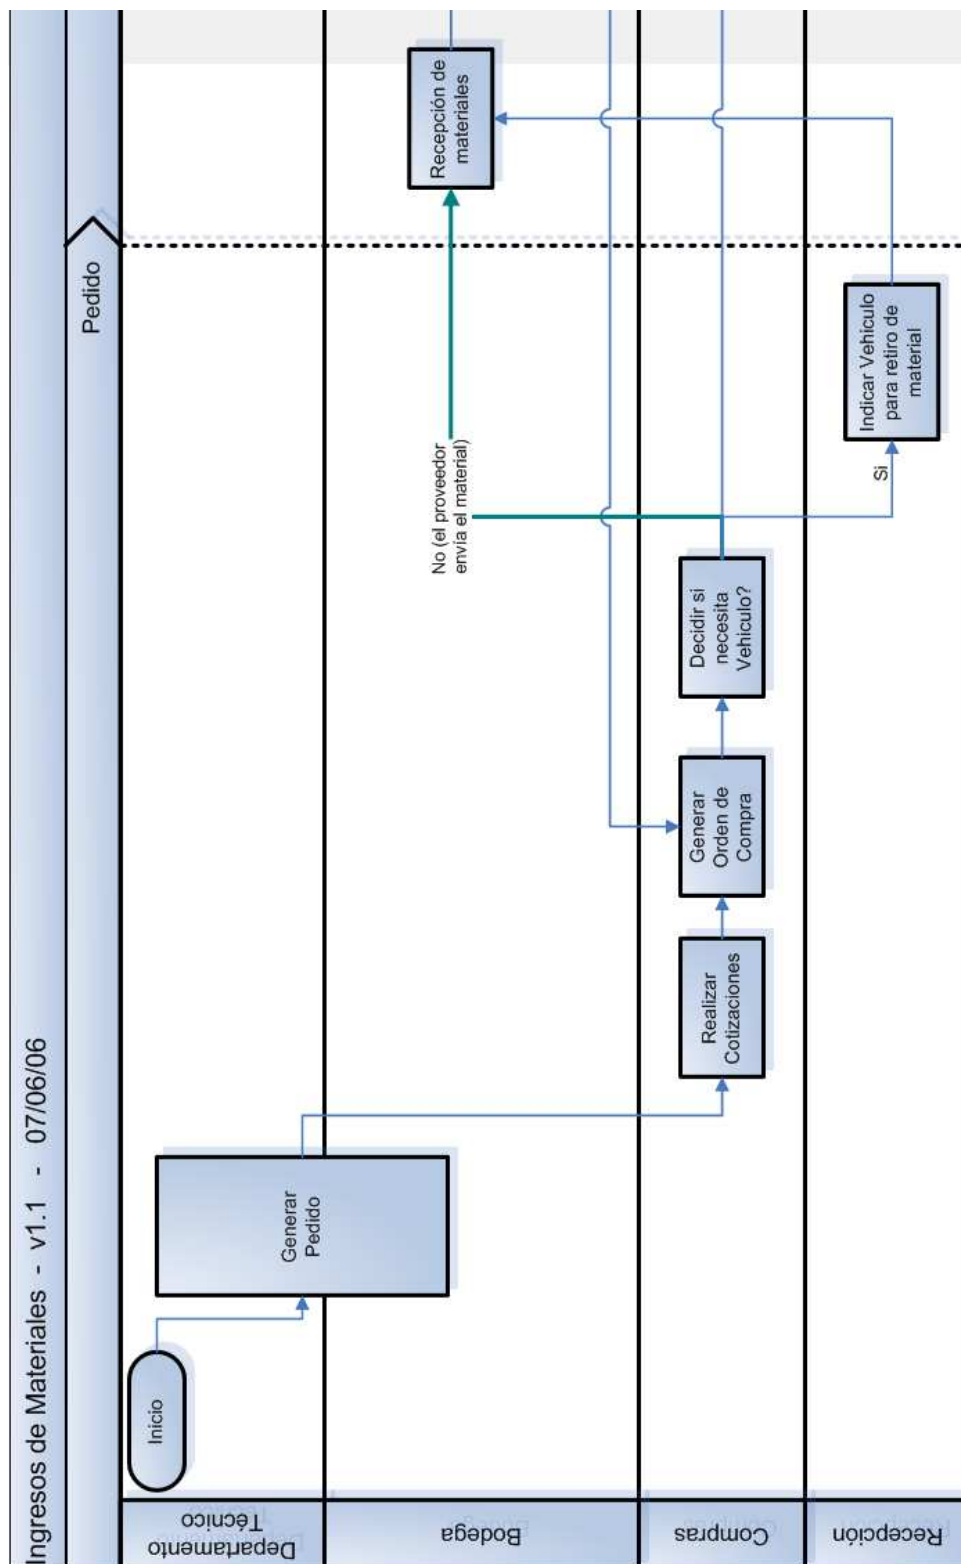 Ingresos de Materiales - v1.1 - 07/06/06
Pedido
Departamento
Técnico
Bodega
Compras
Recepción
Inicio
Generar
Pedido
Realizar
Cotizaciones
Generar
Orden de
Compra
Decidir si
necesita
Vehiculo?
No (el proveedor
envía el material)
Si
Indicar Vehiculo
para retiro de
material
Recepción de
materiales